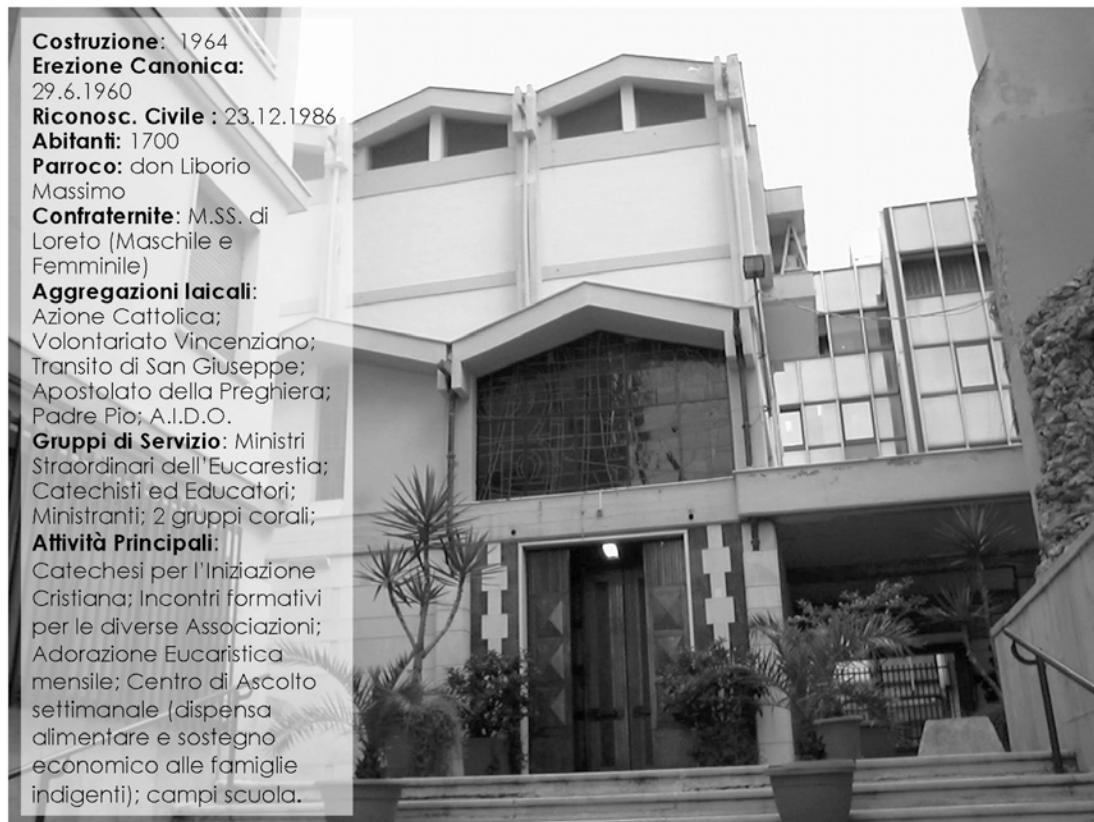 Costruzione: 1964
Erezione Canonica:
29.6.1960
Riconosc. Civile : 23.12.1986
Abitanti: 1700
Parroco: don Liborio
Massimo
Confraternite: M.SS. di
Loreto (Maschile e
Femminile)
Aggregazioni laicali:
Azione Cattolica;
Volontariato Vincenziano;
Transito di San Giuseppe;
Apostolato della Preghiera;
Padre Pio; A.I.D.O.
Gruppi di Servizio: Ministri
Straordinari dell'Eucarestia;
Catechisti ed Educatori;
Ministranti; 2 gruppi corali;
Attività Principali:
Catechesi per l'Iniziazione
Cristiana; Incontri formativi
per le diverse Associazioni;
Adorazione Eucaristica
mensile; Centro di Ascolto
settimanale (dispensa
alimentare e sostegno
economico alle famiglie
indigenti); campi scuola.